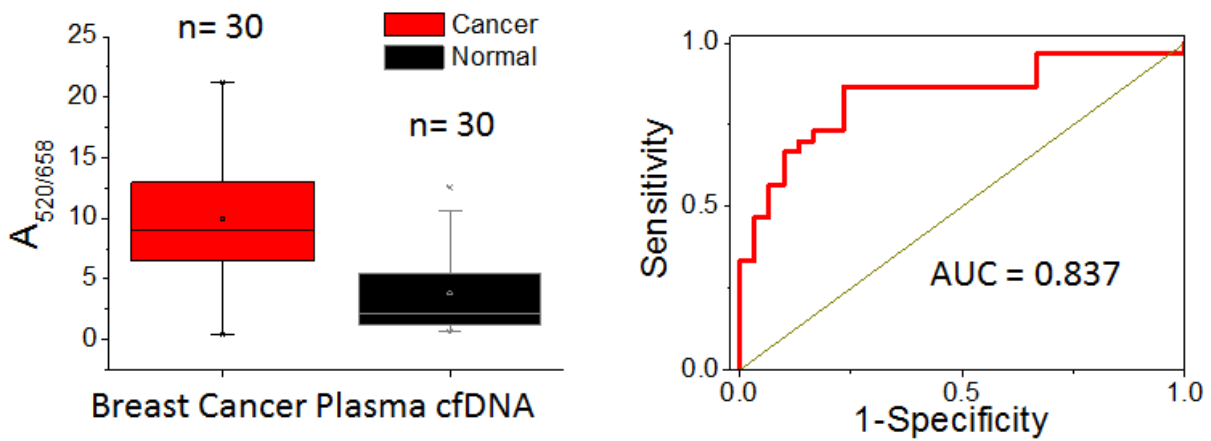 n= 30
Cancer
Normal
n= 30
25
20
15
10
5
0
A520/658
Breast Cancer Plasma cfDNA
1.0
0.5
0.0
Sensitivity
AUC = 0.837
0.0
0.5
1.0
1-Specificity